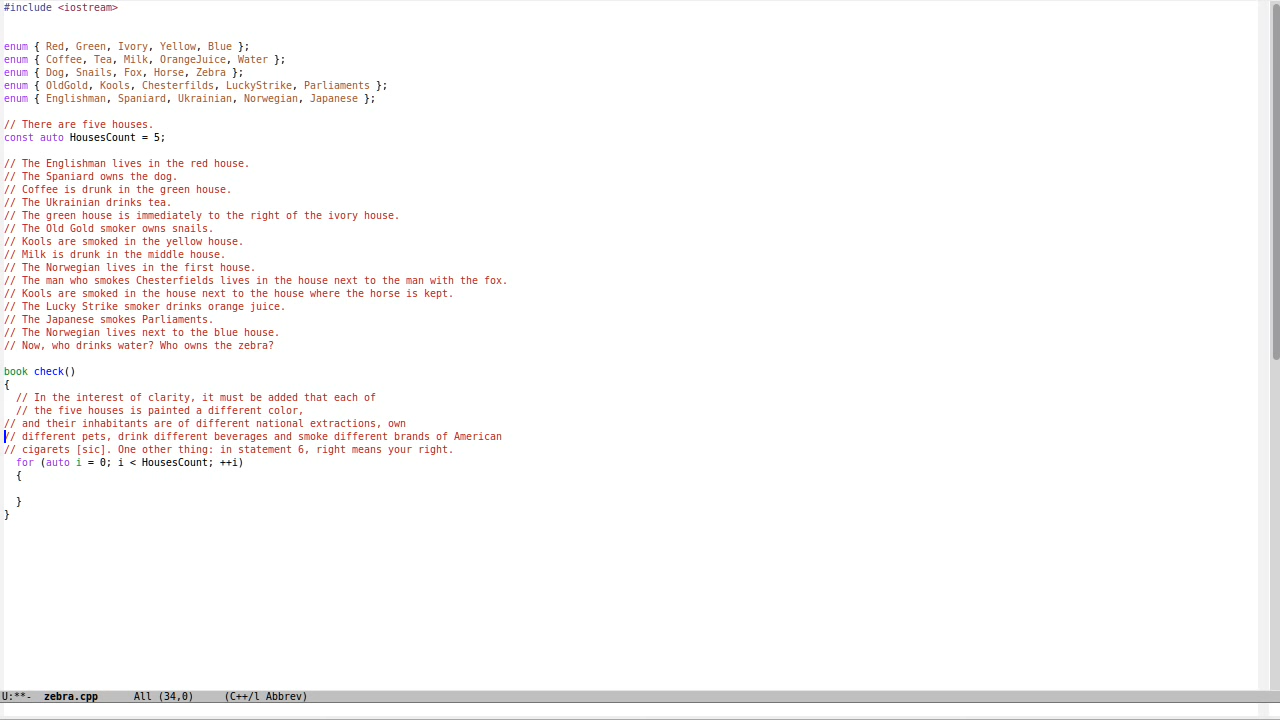 #include <iostream>
enum { Red, Green, Ivory, Yellow, Blue };
enum { Coffee, Tea, Milk, OrangeJuice, Water };
enum { Dog, Snails, Fox, Horse, Zebra };
enum { OldGold, Kools, Chesterfilds, LuckyStrike, Parliaments };
enum { Englishman, Spaniard, Ukrainian, Norwegian, Japanese };
// There are five houses.
const auto HousesCount = 5;
// The Englishman lives in the red house.
// The Spaniard owns the dog.
// Coffee is drunk in the green house.
// The Ukrainian drinks tea.
// The green house is immediately to the right of the ivory house.
// The Old Gold smoker owns snails.
// Kools are smoked in the yellow house.
// Milk is drunk in the middle house.
// The Norwegian lives in the first house.
// The man who smokes Chesterfields lives in the house next to the man with the fox.
// Kools are smoked in the house next to the house where the horse is kept.
// The Lucky Strike smoker drinks orange juice.
// The Japanese smokes Parliaments.
// The Norwegian lives next to the blue house.
// Now, who drinks water? Who owns the zebra?
book check()
{
  // In the interest of clarity, it must be added that each of
  // the five houses is painted a different color,
// and their inhabitants are of different national extractions, own
// different pets, drink different beverages and smoke different brands of American
// cigarets [sic]. One other thing: in statement 6, right means your right.
  for (auto i = 0; i < HousesCount; ++i)
  {
  }
}
U:**-  zebra.cpp      All (34,0)     (C++/l Abbrev)